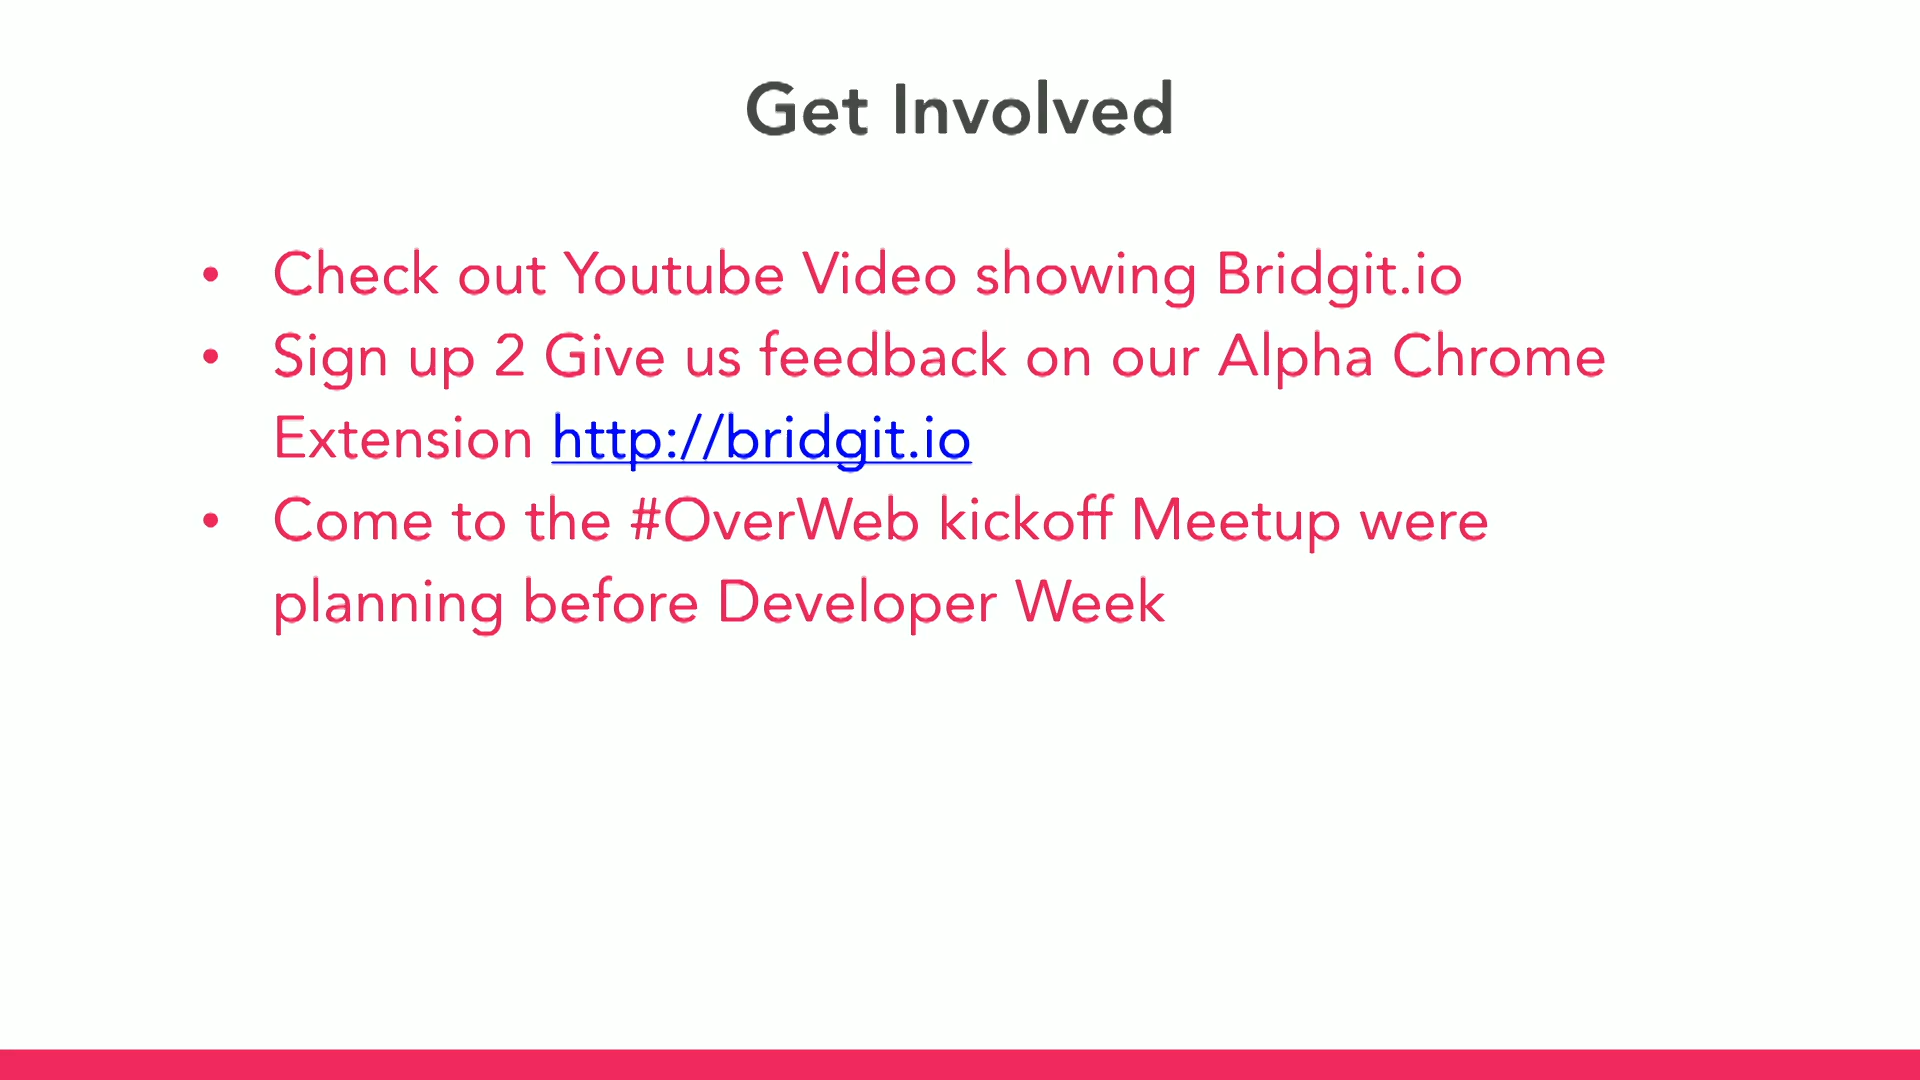 Get Involved
• Check out Youtube Video showing Bridgit.io
• Sign up 2 Give us feedback on our Alpha Chrome
Extension http://bridgit.io
• Come to the #OverWeb kickoff Meetup were
planning before Developer Week